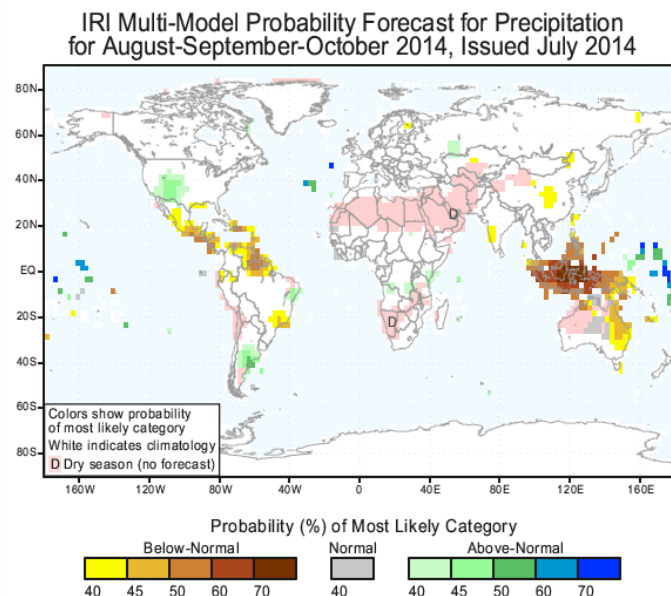 IRI Multi-Model Probability Forecast for Precipitation
for August-September-October 2014, Issued July 2014
80N
60N
40N
20N
EQ
20S
40S
60S
80S
D
D
Colors show probability
of most likely category
White indicates climatology
D Dry season (no forecast)
160W 120W 80W 40W 0 40E 80E 120E 160E
Probability (%) of Most Likely Category
Below-Normal Normal Above-Normal
40 45 50 60 70 40 40 45 50 60 70